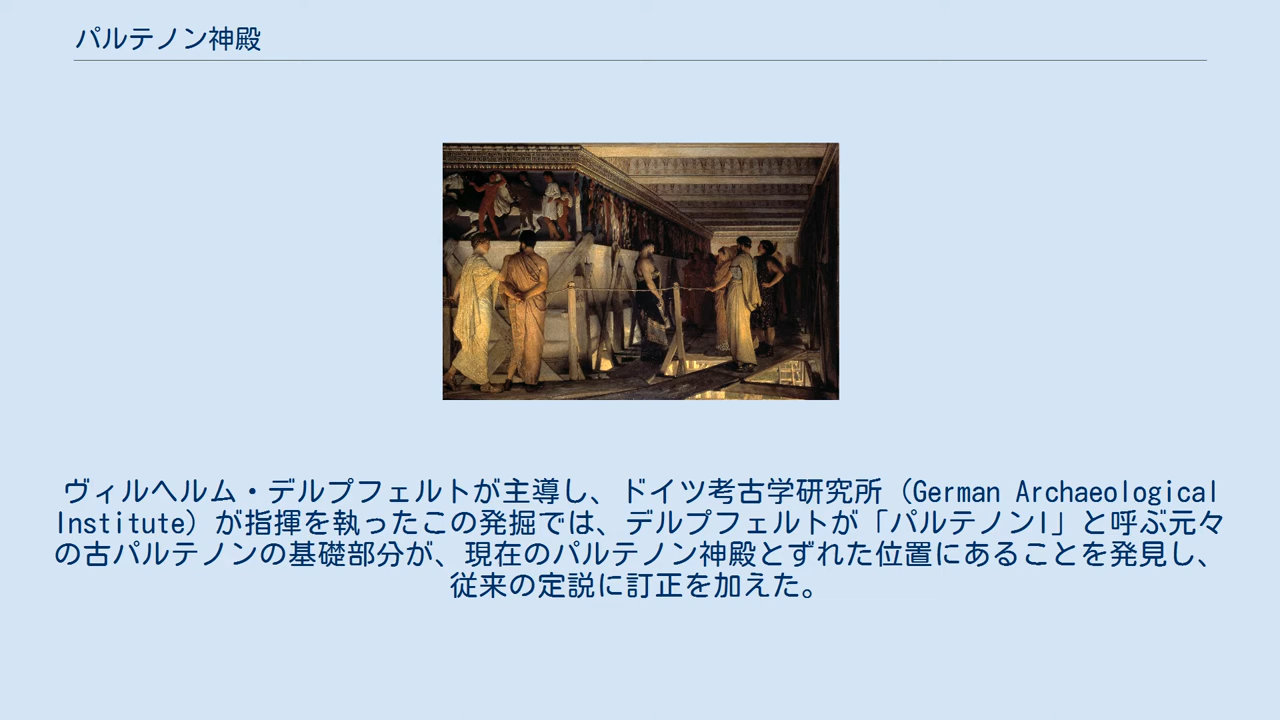 パルテノン神殿
ヴィルヘルム・デルプフェルトが主導し、ドイツ考古学研究所（German Archaeological
Institute）が指揮を執ったこの発掘では、デルプフェルトが「パルテノンI」と呼ぶ元々
の古パルテノンの基礎部分が、現在のパルテノン神殿とずれた位置にあることを発見し、
従来の定説に訂正を加えた。